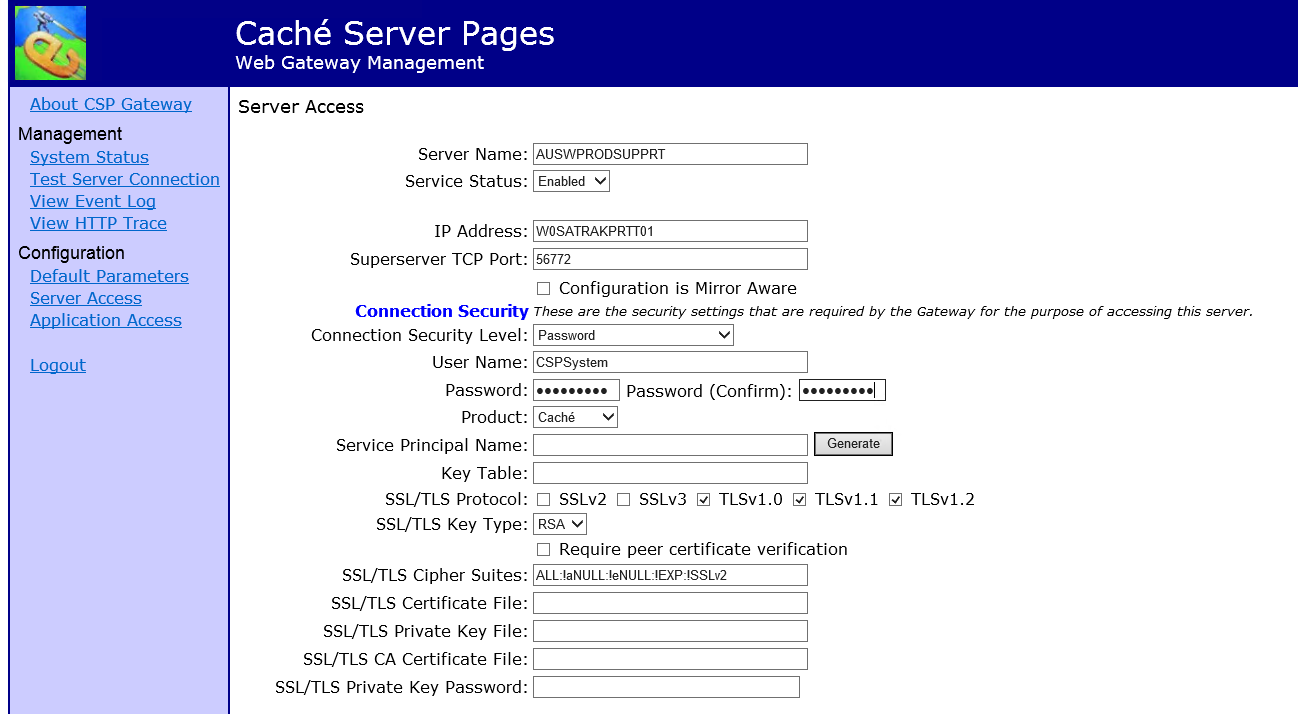 Caché Server Pages
Web Gateway Management
About CSP Gateway
Management
System Status
Test Server Connection
View Event Log
View HTTP Trace
Configuration
Default Parameters
Server Access
Application Access
Logout
Server Access
Server Name: AUSWPRODSUPPRT
Service Status: Enabled
IP Address: W0SATRAKPRTT01
Superserver TCP Port: 56772
Configuration is Mirror Aware
Connection Security These are the security settings that are required by the Gateway for the purpose of accessing this server.
Connection Security Level: Password
User Name: CSPSystem
Password: ••••••••• Password (Confirm): •••••••••
Product: Caché
Service Principal Name: Generate
Key Table:
SSL/TLS Protocol: SSLv2 SSLv3 TLSv1.0 TLSv1.1 TLSv1.2
SSL/TLS Key Type: RSA
Require peer certificate verification
SSL/TLS Cipher Suites: ALL:!aNULL:!eNULL:!EXP:!SSLv2
SSL/TLS Certificate File:
SSL/TLS Private Key File:
SSL/TLS CA Certificate File:
SSL/TLS Private Key Password: